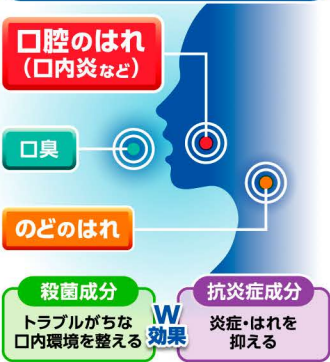 口腔のはれ
（口内炎など）
口臭
のどのはれ
殺菌成分
トラブルがちな
口内環境を整える
W
効果
抗炎症成分
炎症・はれを
抑える